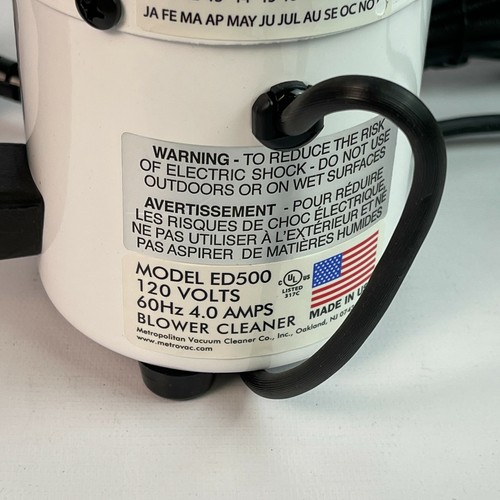 JA FE MA AP MAY JU JUL AU SE OC NO
WARNING - TO REDUCE THE RISK
OF ELECTRIC SHOCK - DO NOT USE
OUTDOORS OR ON WET SURFACES
AVERTISSEMENT - POUR RÉDUIRE
LES RISQUES DE CHOC ÉLECTRIQUE,
NE PAS UTILISER À L'EXTÉRIEUR ET NE
PAS ASPIRER DE MATIÈRES HUMIDES
MODEL ED500
120 VOLTS
60Hz 4.0 AMPS
BLOWER CLEANER
C UL US
LISTED
317C
MADE IN
Metropolitan Vacuum Cleaner Co., Inc., Oakland, NJ
www.metrovac.com